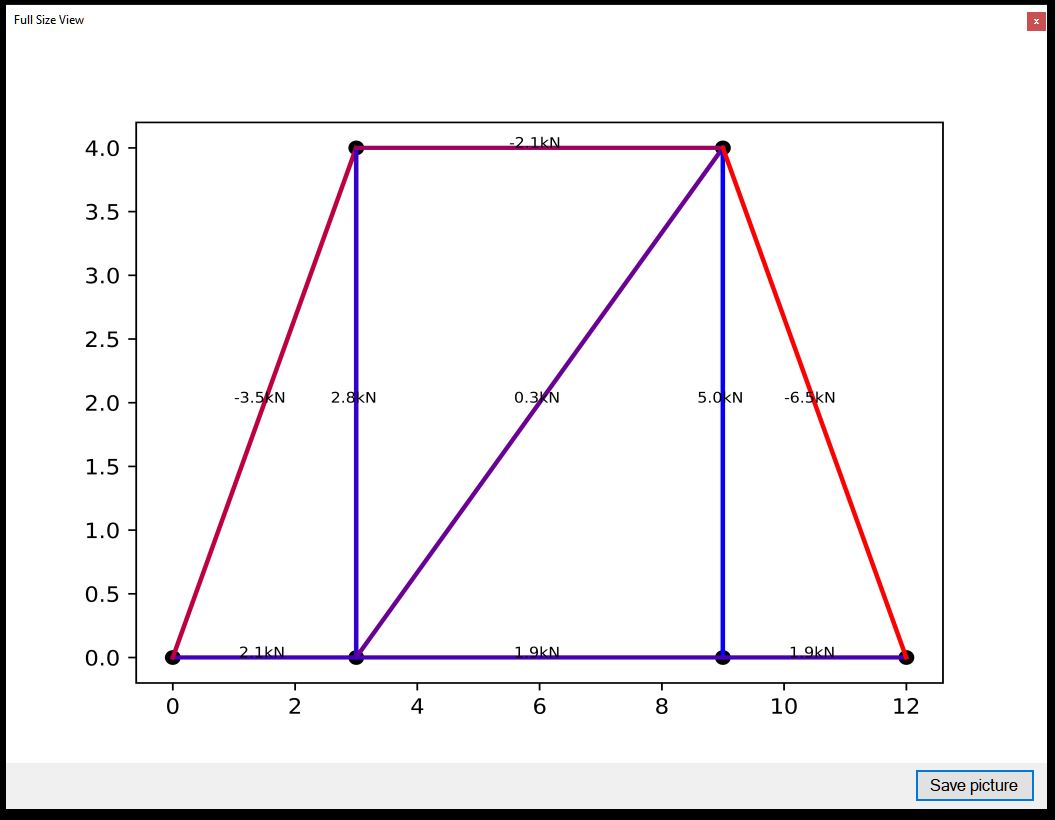 Full Size View
x
4.0
-2.1kN
3.5
3.0
2.5
2.0
-3.5kN
2.8kN
0.3kN
5.0kN
-6.5kN
1.5
1.0
0.5
0.0
2.1kN
1.9kN
1.9kN
0 2 4 6 8 10 12
Save picture